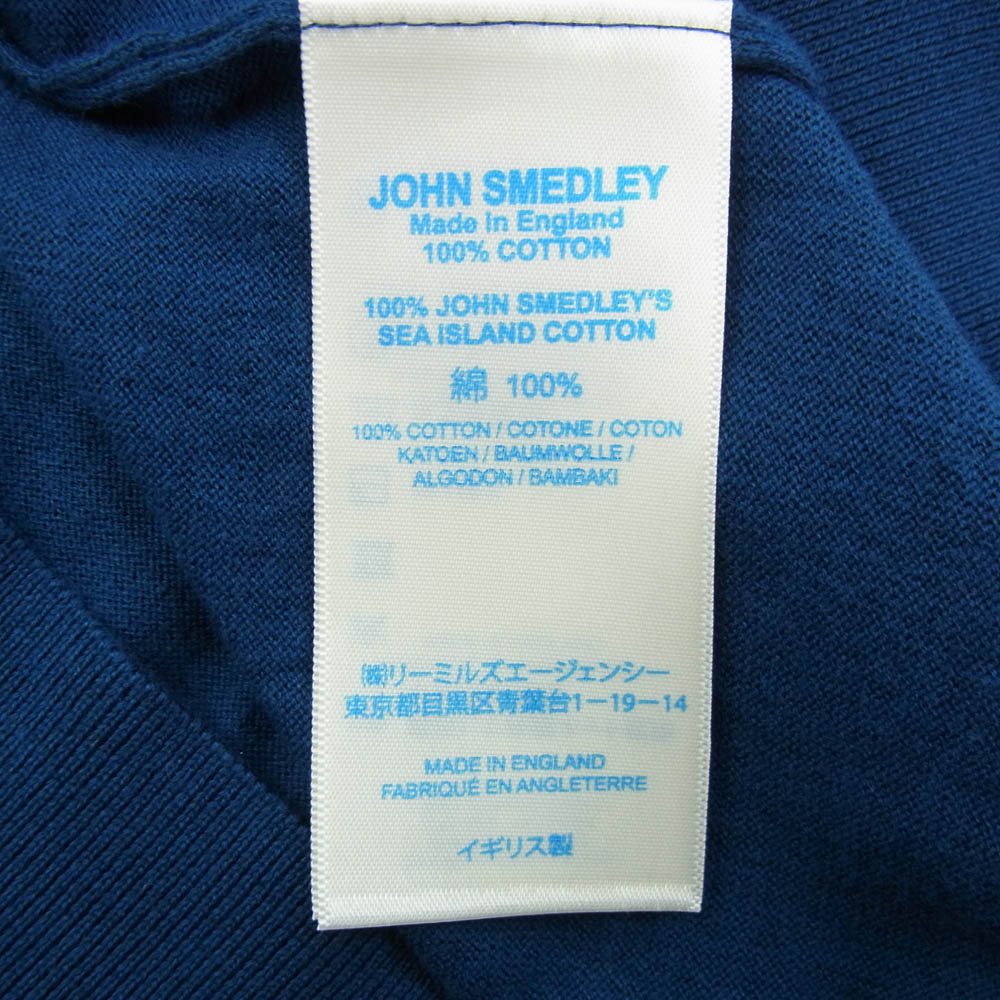 JOHN SMEDLEY
Made in England
100% COTTON
100% JOHN SMEDLEY'S
SEA ISLAND COTTON
綿 100%
100% COTTON / COTONE / COTON
KATOEN / BAUMWOLLE /
ALGODON / BAMBAKI
㈱リーミルズエージェンシー
東京都目黒区青葉台1-19-14
MADE IN ENGLAND
FABRIQUÉ EN ANGLETERRE
イギリス製